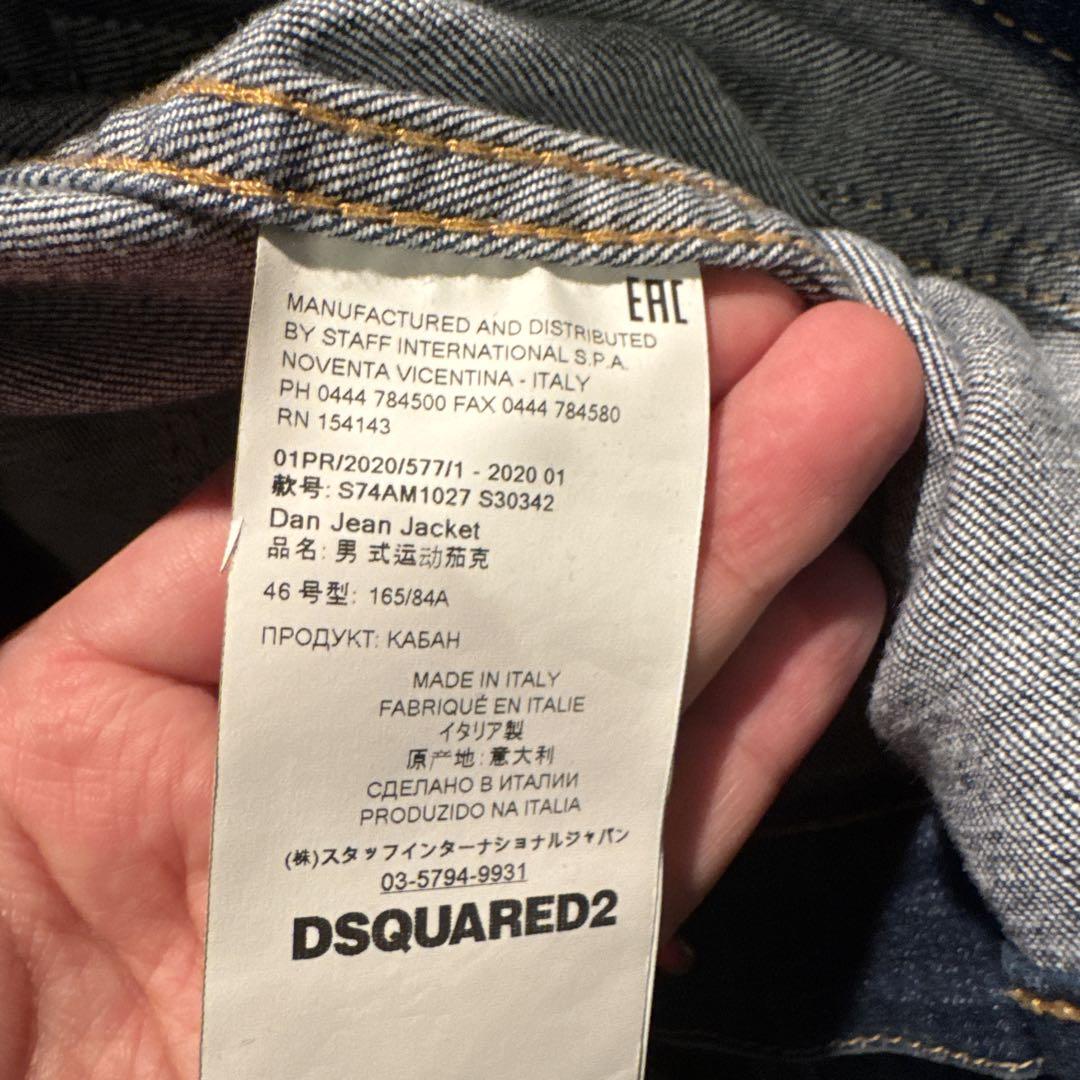 EAC
MANUFACTURED AND DISTRIBUTED
BY STAFF INTERNATIONAL S.P.A.
NOVENTA VICENTINA - ITALY
PH 0444 784500 FAX 0444 784580
RN 154143
01PR/2020/577/1 - 2020 01
款号: S74AM1027 S30342
Dan Jean Jacket
品名: 男 式运动茄克
46 号型: 165/84A
ПРОДУКТ: КАБАН
MADE IN ITALY
FABRIQUÉ EN ITALIE
イタリア製
原产地: 意大利
СДЕЛАНО В ИТАЛИИ
PRODUZIDO NA ITALIA
(株)スタッフインターナショナルジャパン
03-5794-9931
DSQUARED2